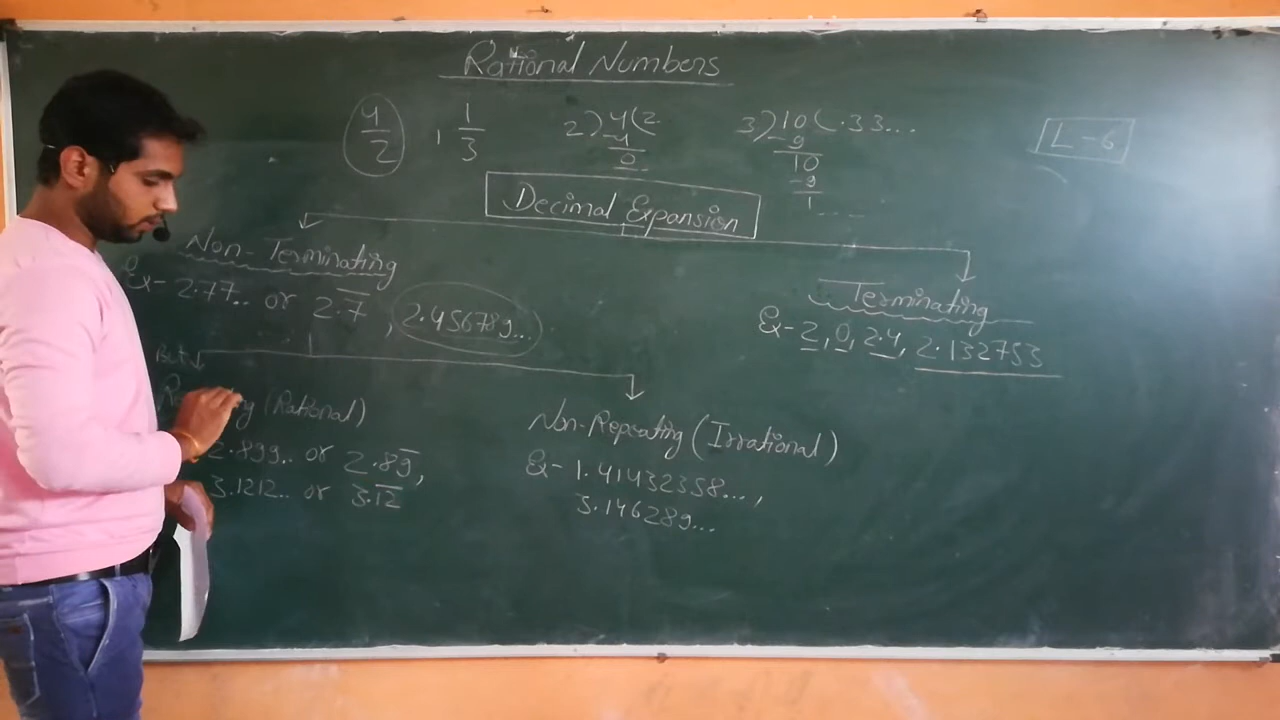 Rational Numbers
4/2 , 1/3
2)4(2
-4
0
3)10(.33...
-9
10
-9
1....
L-6
Decimal Expansion
Non-Terminating
Ex- 2.77.. or 2.7̅ , 2.456789...
Terminating
Ex- 2, 0, 2.4, 2.132753
(Rational)
2.899.. or 2.89̅,
3.1212.. or 3.1̅2̅
Non-Repeating (Irrational)
Ex- 1.41432358...,
3.146289...